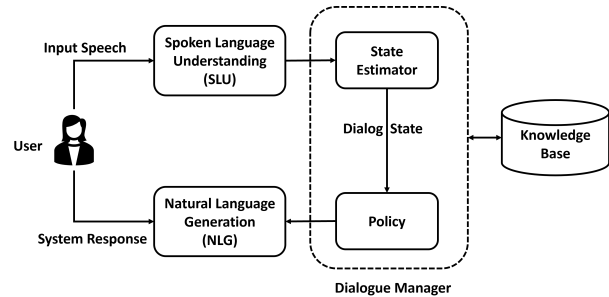 Input Speech
Spoken Language
Understanding
(SLU)
State
Estimator
User
Dialog State
Knowledge
Base
Natural Language
Generation
(NLG)
Policy
System Response
Dialogue Manager